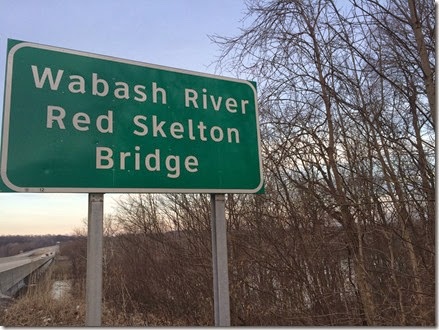 Wabash River
Red Skelton
Bridge